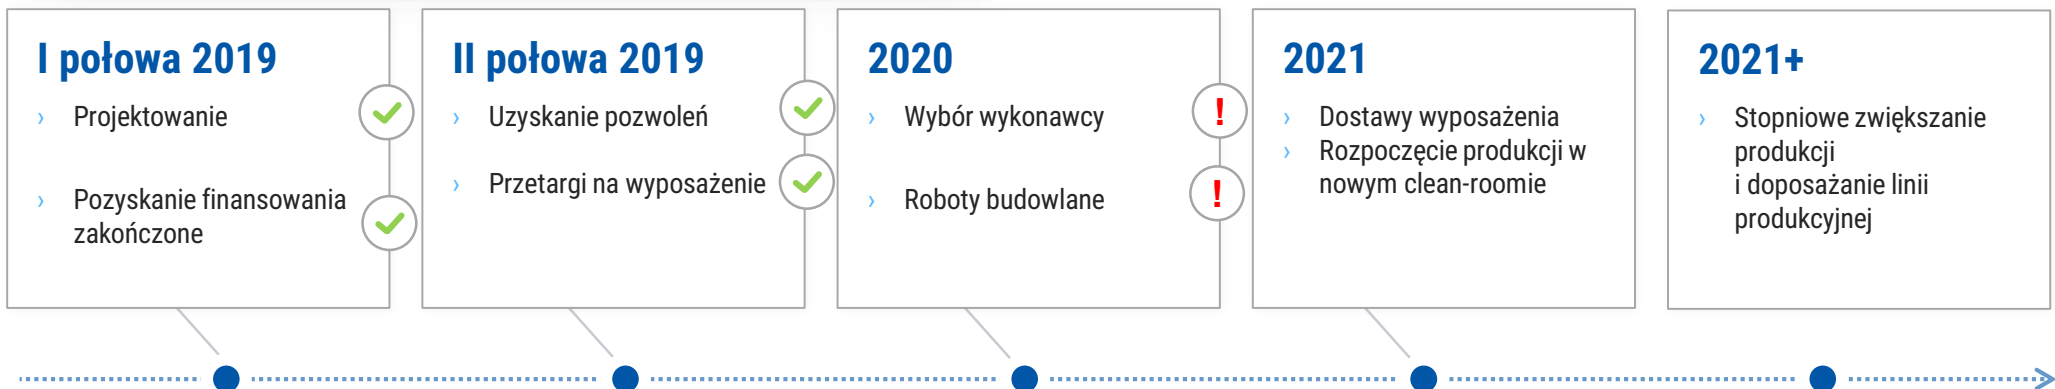 I połowa 2019
› Projektowanie
› Pozyskanie finansowania
zakończone
II połowa 2019
› Uzyskanie pozwoleń
› Przetargi na wyposażenie
2020
› Wybór wykonawcy
!
› Roboty budowlane
!
2021
› Dostawy wyposażenia
› Rozpoczęcie produkcji w
nowym clean-roomie
2021+
› Stopniowe zwiększanie
produkcji
i doposażanie linii
produkcyjnej